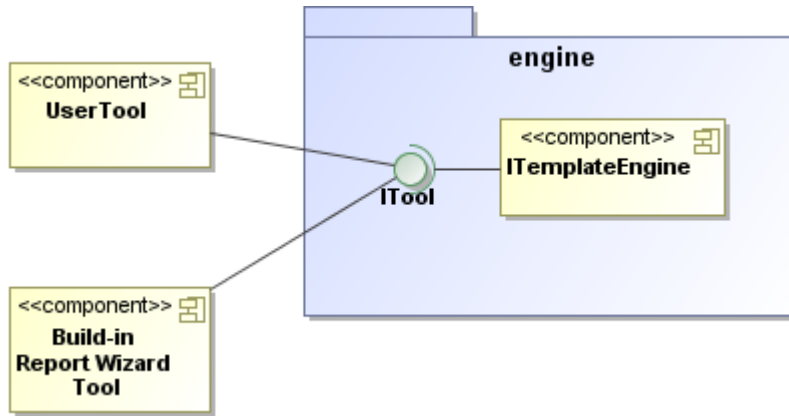 engine
<<component>>
UserTool
<<component>>
ITemplateEngine
ITool
<<component>>
Build-in
Report Wizard
Tool